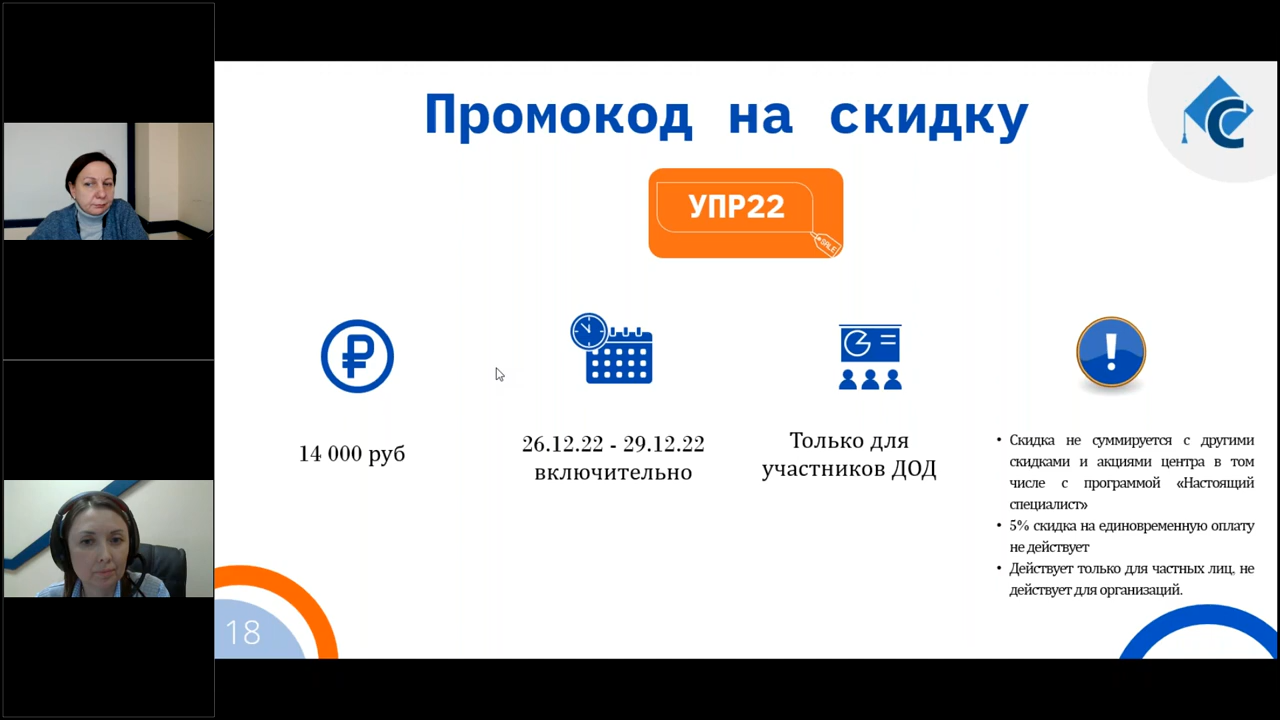 Промокод на скидку
УПР22
SALE
14 000 руб
26.12.22 - 29.12.22
включительно
Только для
участников ДОД
• Скидка не суммируется с другими
скидками и акциями центра в том
числе с программой «Настоящий
специалист»
• 5% скидка на единовременную оплату
не действует
• Действует только для частных лиц, не
действует для организаций.
18